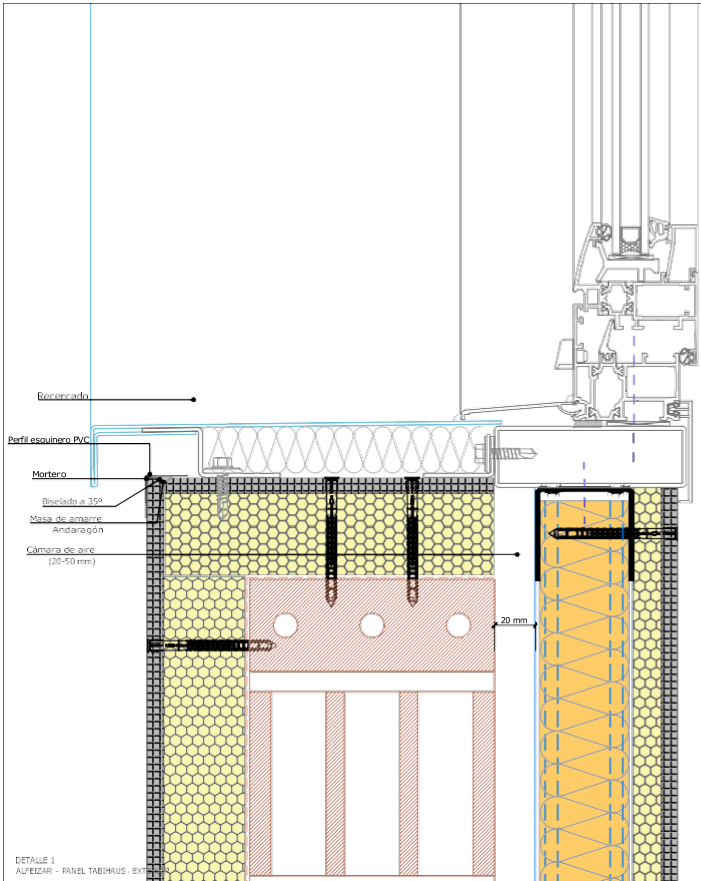 Recercado
Perfil esquinero PVC
Mortero
Biselado a 35º
Masa de amarre
Andaragón
Cámara de aire
(20-50 mm)
20 mm
DETALLE 1
ALFEIZAR - PANEL TABIHAUS - EXTERIOR